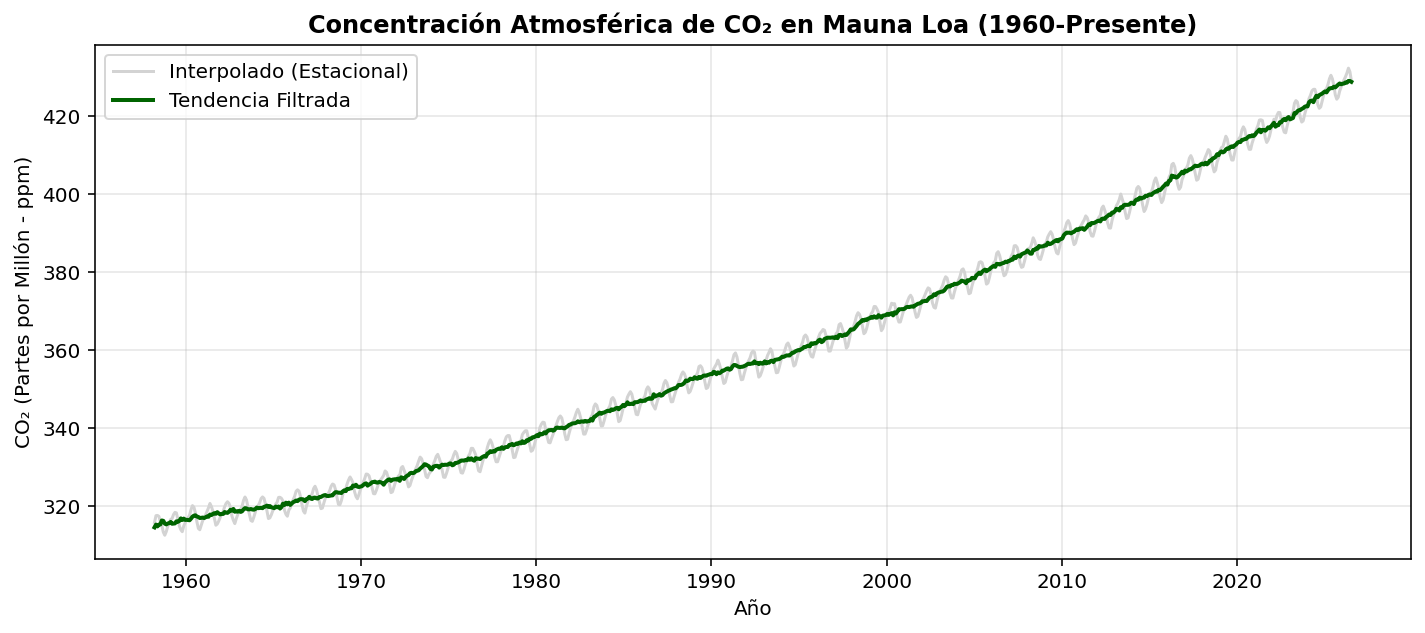 Concentración Atmosférica de CO₂ en Mauna Loa (1960-Presente)
Interpolado (Estacional)
Tendencia Filtrada
CO₂ (Partes por Millón - ppm)
420
400
380
360
340
320
1960 1970 1980 1990 2000 2010 2020
Año